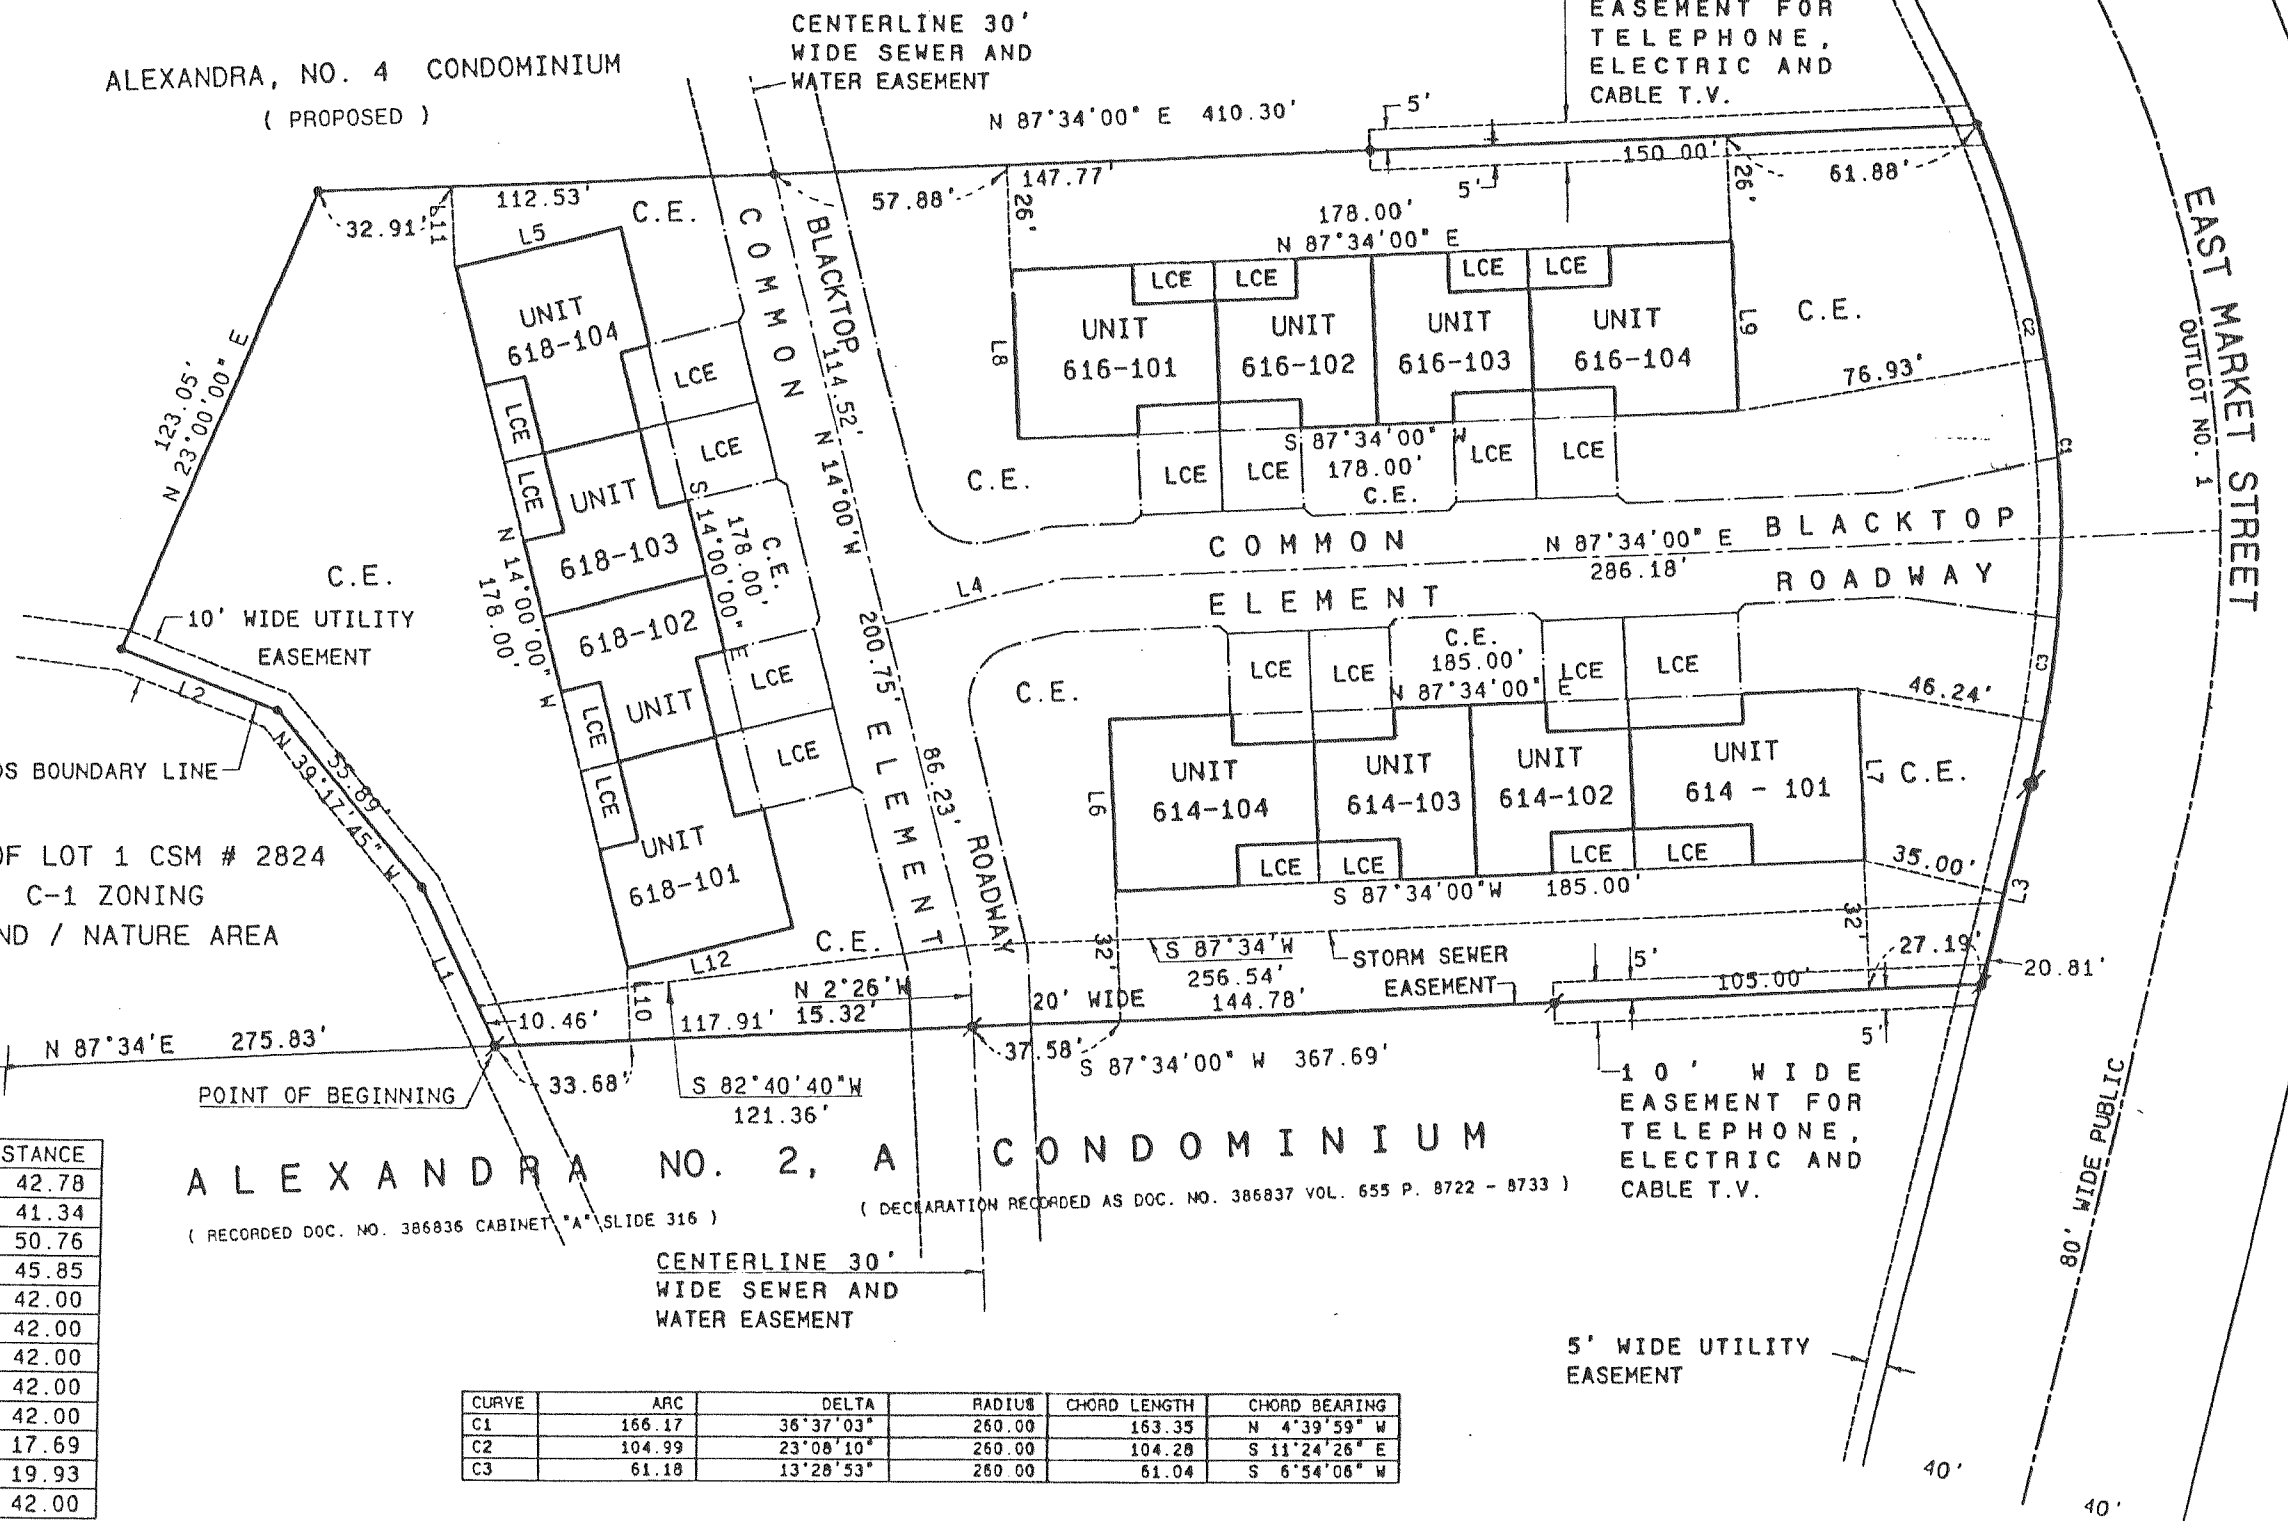 ALEXANDRA, NO. 4 CONDOMINIUM
( PROPOSED )
CENTERLINE 30'
WIDE SEWER AND
WATER EASEMENT
EASEMENT FOR
TELEPHONE,
ELECTRIC AND
CABLE T.V.
N 87°34'00" E 410.30'
5'
5'
150.00'
61.88'
26'
32.91'
L11
112.53'
L5
C.E.
57.88'
147.77'
26'
178.00'
N 87°34'00" E
EAST MARKET STREET
OUTLOT NO. 1
123.05'
N 23°00'00" E
UNIT
618-104
LCE
LCE
LCE
LCE
UNIT
618-103
618-102
UNIT
LCE
LCE
LCE
LCE
UNIT
618-101
N 14°00'00" W
178.00'
S 14°00'00" E
178.00'
C.E.
COMMON
BLACKTOP
114.52'
N 14°00'W
200.75'
86.23'
ELEMENT
ROADWAY
LCE
LCE
LCE
LCE
L8
UNIT
616-101
UNIT
616-102
UNIT
616-103
UNIT
616-104
L9
C.E.
C2
76.93'
C1
S 87°34'00" W
178.00'
C.E.
LCE
LCE
LCE
LCE
C.E.
COMMON
N 87°34'00" E
286.18'
BLACKTOP
L4
ELEMENT
ROADWAY
C.E.
10' WIDE UTILITY
EASEMENT
L2
C.E.
C.E.
185.00'
N 87°34'00" E
LCE
LCE
LCE
LCE
C3
46.24'
L6
UNIT
614-104
UNIT
614-103
UNIT
614-102
UNIT
614 - 101
L7
C.E.
LCE
LCE
LCE
LCE
35.00'
L3
S 87°34'00"W 185.00'
DS BOUNDARY LINE
N 39°17'45" W
55.89'
OF LOT 1 CSM # 2824
C-1 ZONING
ND / NATURE AREA
L1
L12
C.E.
L10
32'
S 87°34'W
256.54'
STORM SEWER
EASEMENT
5'
32'
27.19'
20.81'
105.00'
N 2°26'W
15.32'
20' WIDE
144.78'
10.46'
117.91'
N 87°34'E 275.83'
POINT OF BEGINNING
33.68'
S 82°40'40"W
121.36'
37.58'
S 87°34'00" W 367.69'
5'
10' WIDE
EASEMENT FOR
TELEPHONE,
ELECTRIC AND
CABLE T.V.
80' WIDE PUBLIC
ALEXANDRA NO. 2, A CONDOMINIUM
( RECORDED DOC. NO. 386836 CABINET "A" SLIDE 316 )
( DECLARATION RECORDED AS DOC. NO. 386837 VOL. 655 P. 8722 - 8733 )
CENTERLINE 30'
WIDE SEWER AND
WATER EASEMENT
5' WIDE UTILITY
EASEMENT
40'
40'
STANCE
42.78
41.34
50.76
45.85
42.00
42.00
42.00
42.00
42.00
17.69
19.93
42.00
CURVE ARC DELTA RADIUS CHORD LENGTH CHORD BEARING
C1 166.17 36°37'03" 260.00 163.35 N 4°39'59" W
C2 104.99 23°08'10" 260.00 104.28 S 11°24'26" E
C3 61.18 13°28'53" 260.00 61.04 S 6°54'06" W